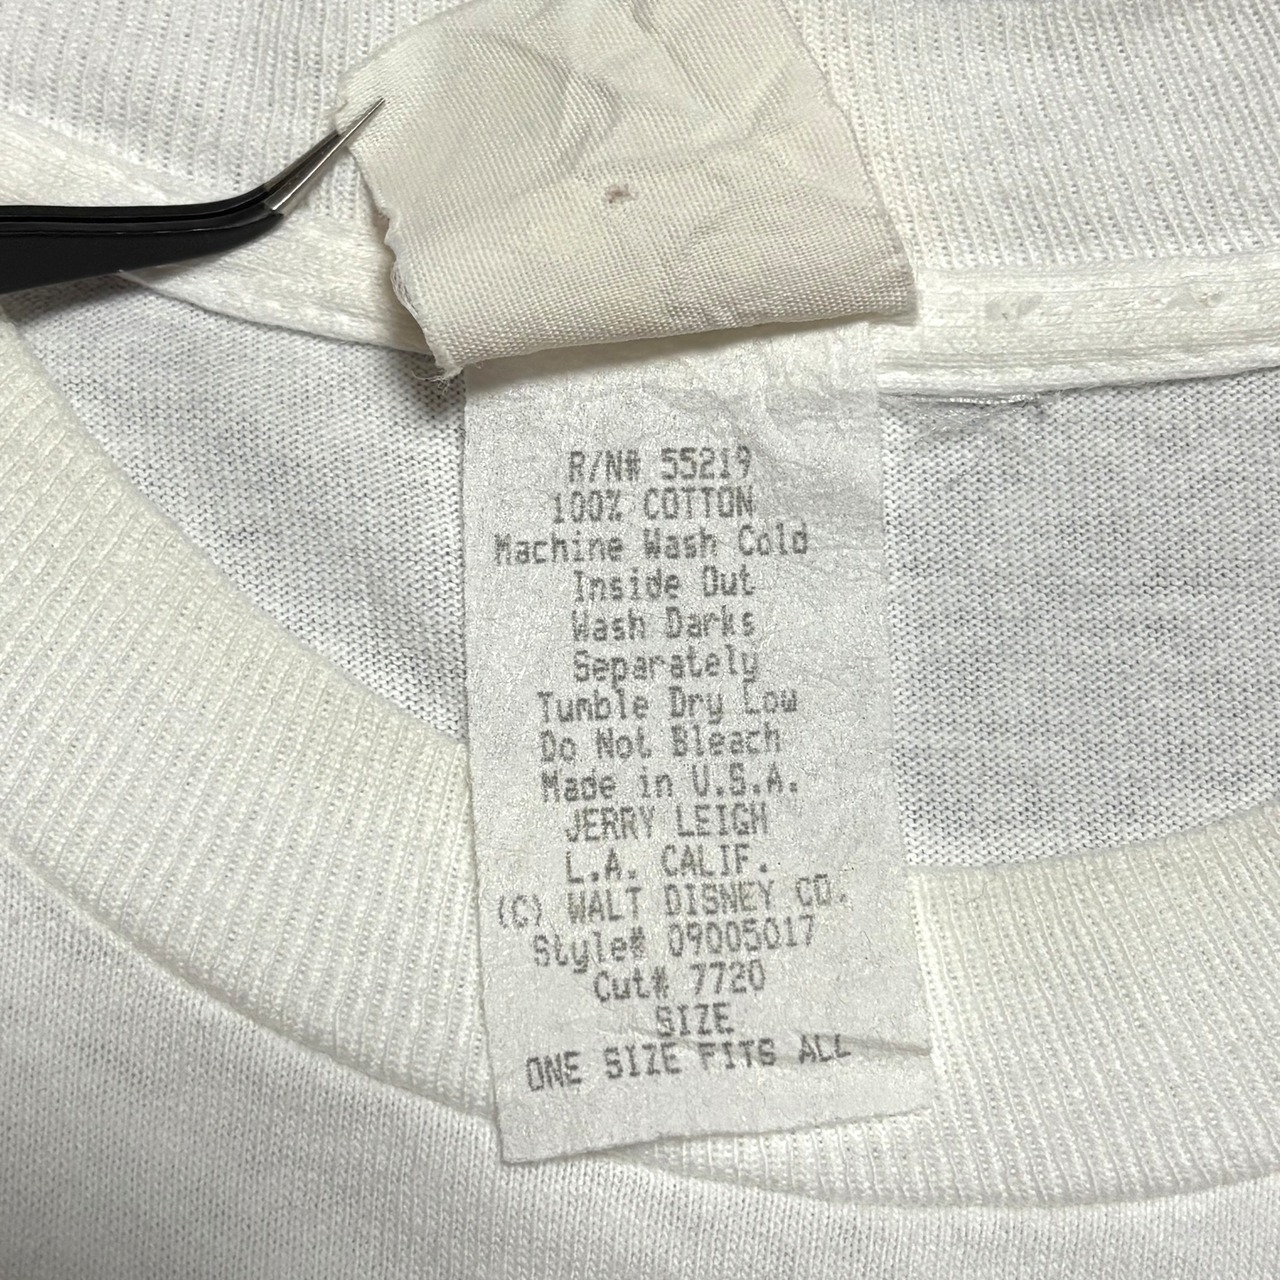 R/N# 55219
100% COTTON
Machine Wash Cold
Inside Out
Wash Darks
Separately
Tumble Dry Low
Do Not Bleach
Made in U.S.A.
JERRY LEIGH
L.A. CALIF.
(C) WALT DISNEY CO.
Style# 09005017
Cut# 7720
SIZE
ONE SIZE FITS ALL